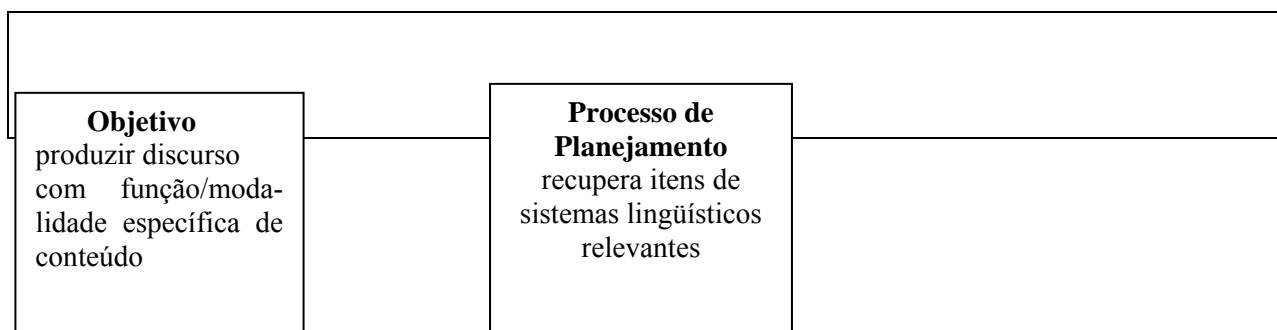 Objetivo
produzir discurso
com função/moda-
lidade específica de
conteúdo
Processo de
Planejamento
recupera itens de
sistemas lingüísticos
relevantes